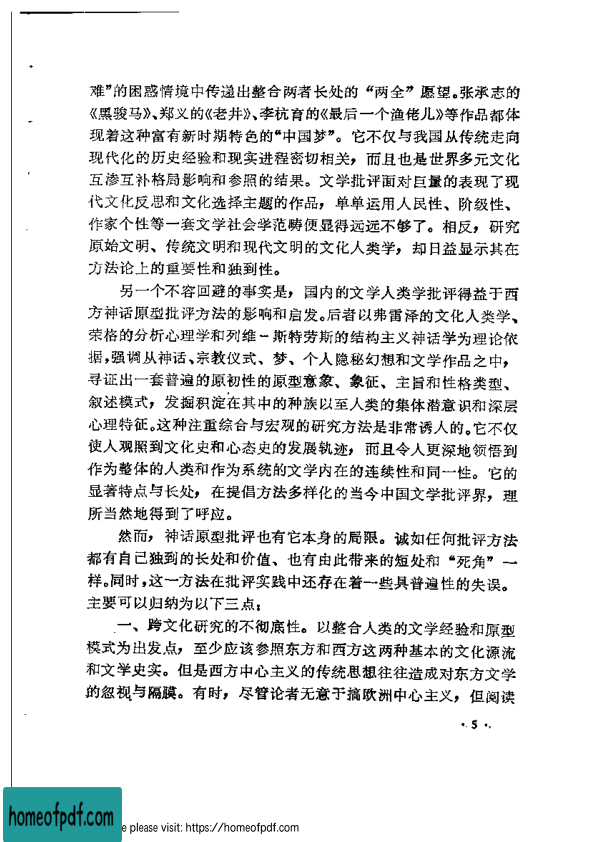 难”的困惑情境中传递出整合两者长处的“两全”愿望。张承志的
《黑骏马》、郑义的《老井》、李杭育的《最后一个渔佬儿》等作品都体
现着这种富有新时期特色的“中国梦”。它不仅与我国从传统走向
现代化的历史经验和现实进程密切相关，而且也是世界多元文化
互渗互补格局影响和参照的结果。文学批评面对巨量的表现了现
代文化反思和文化选择主题的作品，单单运用人民性、阶级性、
作家个性等一套文学社会学范畴便显得远远不够了。相反，研究
原始文明、传统文明和现代文明的文化人类学，却日益显示其在
方法论上的重要性和独到性。
另一个不容回避的事实是，国内的文学人类学批评得益于西
方神话原型批评方法的影响和启发。后者以弗雷泽的文化人类学、
荣格的分析心理学和列维－斯特劳斯的结构主义神话学为理论依
据，强调从神话、宗教仪式、梦、个人隐秘幻想和文学作品之中，
寻证出一套普遍的原初性的原型意象、象征、主旨和性格类型、
叙述模式，发掘积淀在其中的种族以至人类的集体潜意识和深层
心理特征。这种注重综合与宏观的研究方法是非常诱人的。它不仅
使人观照到文化史和心态史的发展轨迹，而且令人更深地领悟到
作为整体的人类和作为系统的文学内在的连续性和同一性。它的
显著特点与长处，在提倡方法多样化的当今中国文学批评界，理
所当然地得到了呼应。
然而，神话原型批评也有它本身的局限。诚如任何批评方法
都有自己独到的长处和价值、也有由此带来的短处和“死角”一
样。同时，这一方法在批评实践中还存在着一些具普遍性的失误。
主要可以归纳为以下三点：
一、跨文化研究的不彻底性。以整合人类的文学经验和原型
模式为出发点，至少应该参照东方和西方这两种基本的文化源流
和文学史实。但是西方中心主义的传统思想往往造成对东方文学
的忽视与隔膜。有时，尽管论者无意于搞欧洲中心主义，但阅读
·5·
homeofpdf.com
e please visit: https://homeofpdf.com